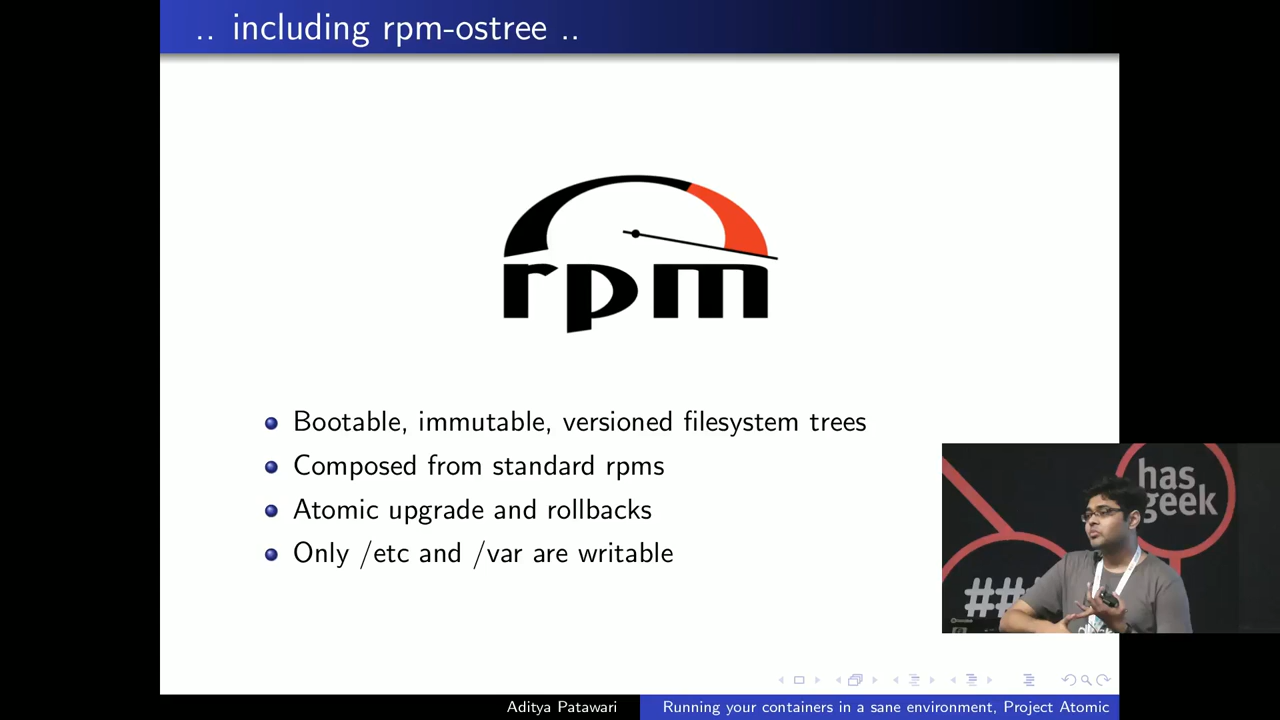 .. including rpm-ostree ..
rpm
Bootable, immutable, versioned filesystem trees
Composed from standard rpms
Atomic upgrade and rollbacks
Only /etc and /var are writable
has
geek
##
Aditya Patawari
Running your containers in a sane environment, Project Atomic